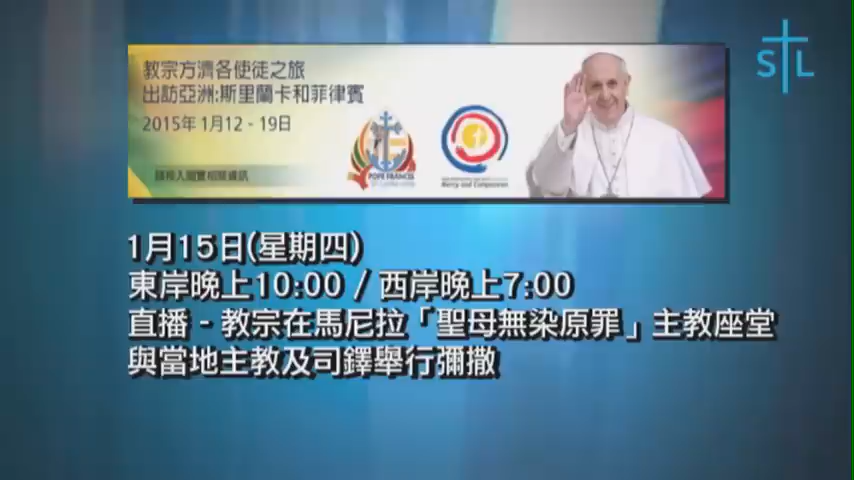 教宗方濟各使徒之旅
出訪亞洲:斯里蘭卡和菲律賓
2015年 1月12 - 19日
POPE FRANCIS
Mercy and Compassion
S L
1月15日(星期四)
東岸晚上10:00 / 西岸晚上7:00
直播 - 教宗在馬尼拉「聖母無染原罪」主教座堂
與當地主教及司鐸舉行彌撒